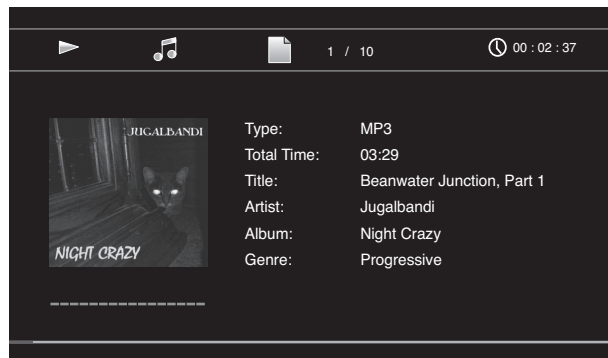 1 / 10
00 : 02 : 37
JUGALBANDI
NIGHT CRAZY
Type: MP3
Total Time: 03:29
Title: Beanwater Junction, Part 1
Artist: Jugalbandi
Album: Night Crazy
Genre: Progressive